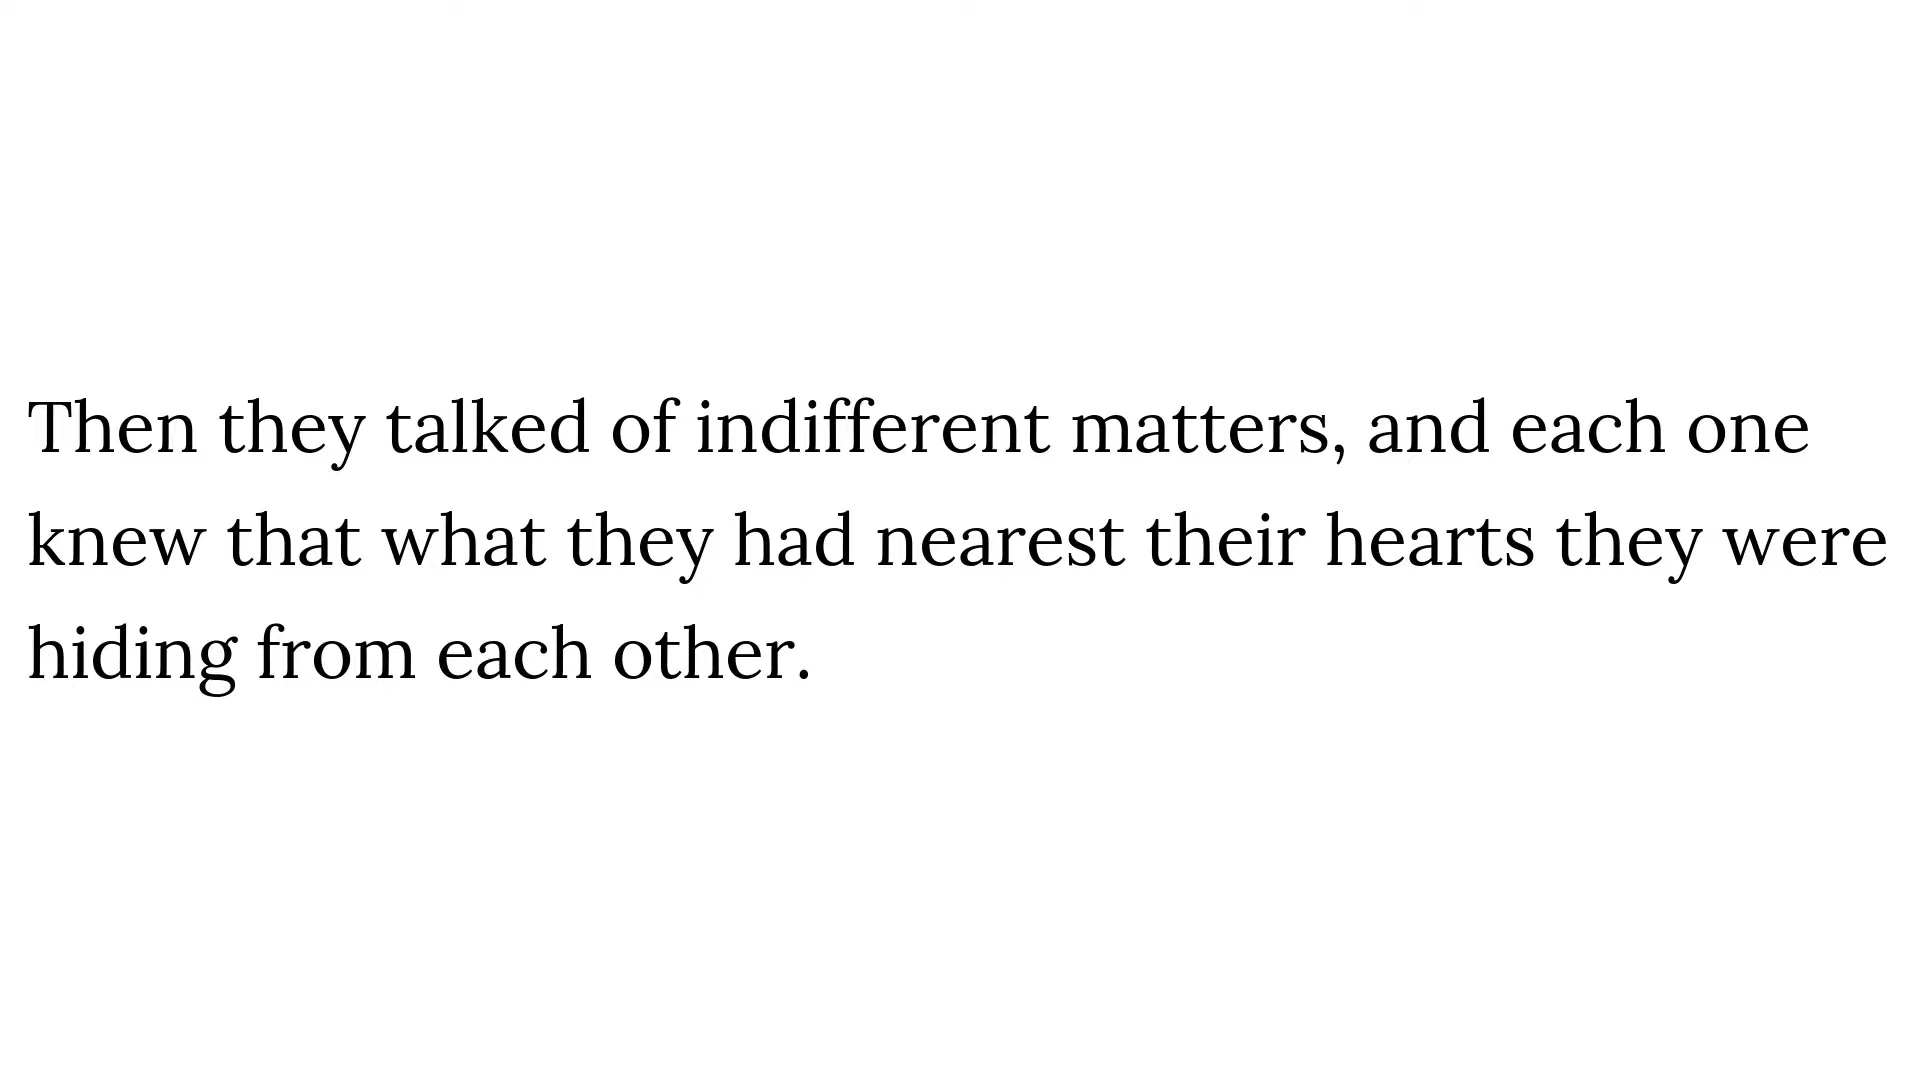 Then they talked of indifferent matters, and each one
knew that what they had nearest their hearts they were
hiding from each other.